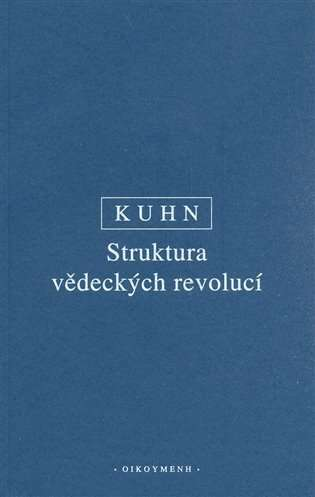 KUHN
Struktura
vědeckých revolucí
· OIKOYMENH ·